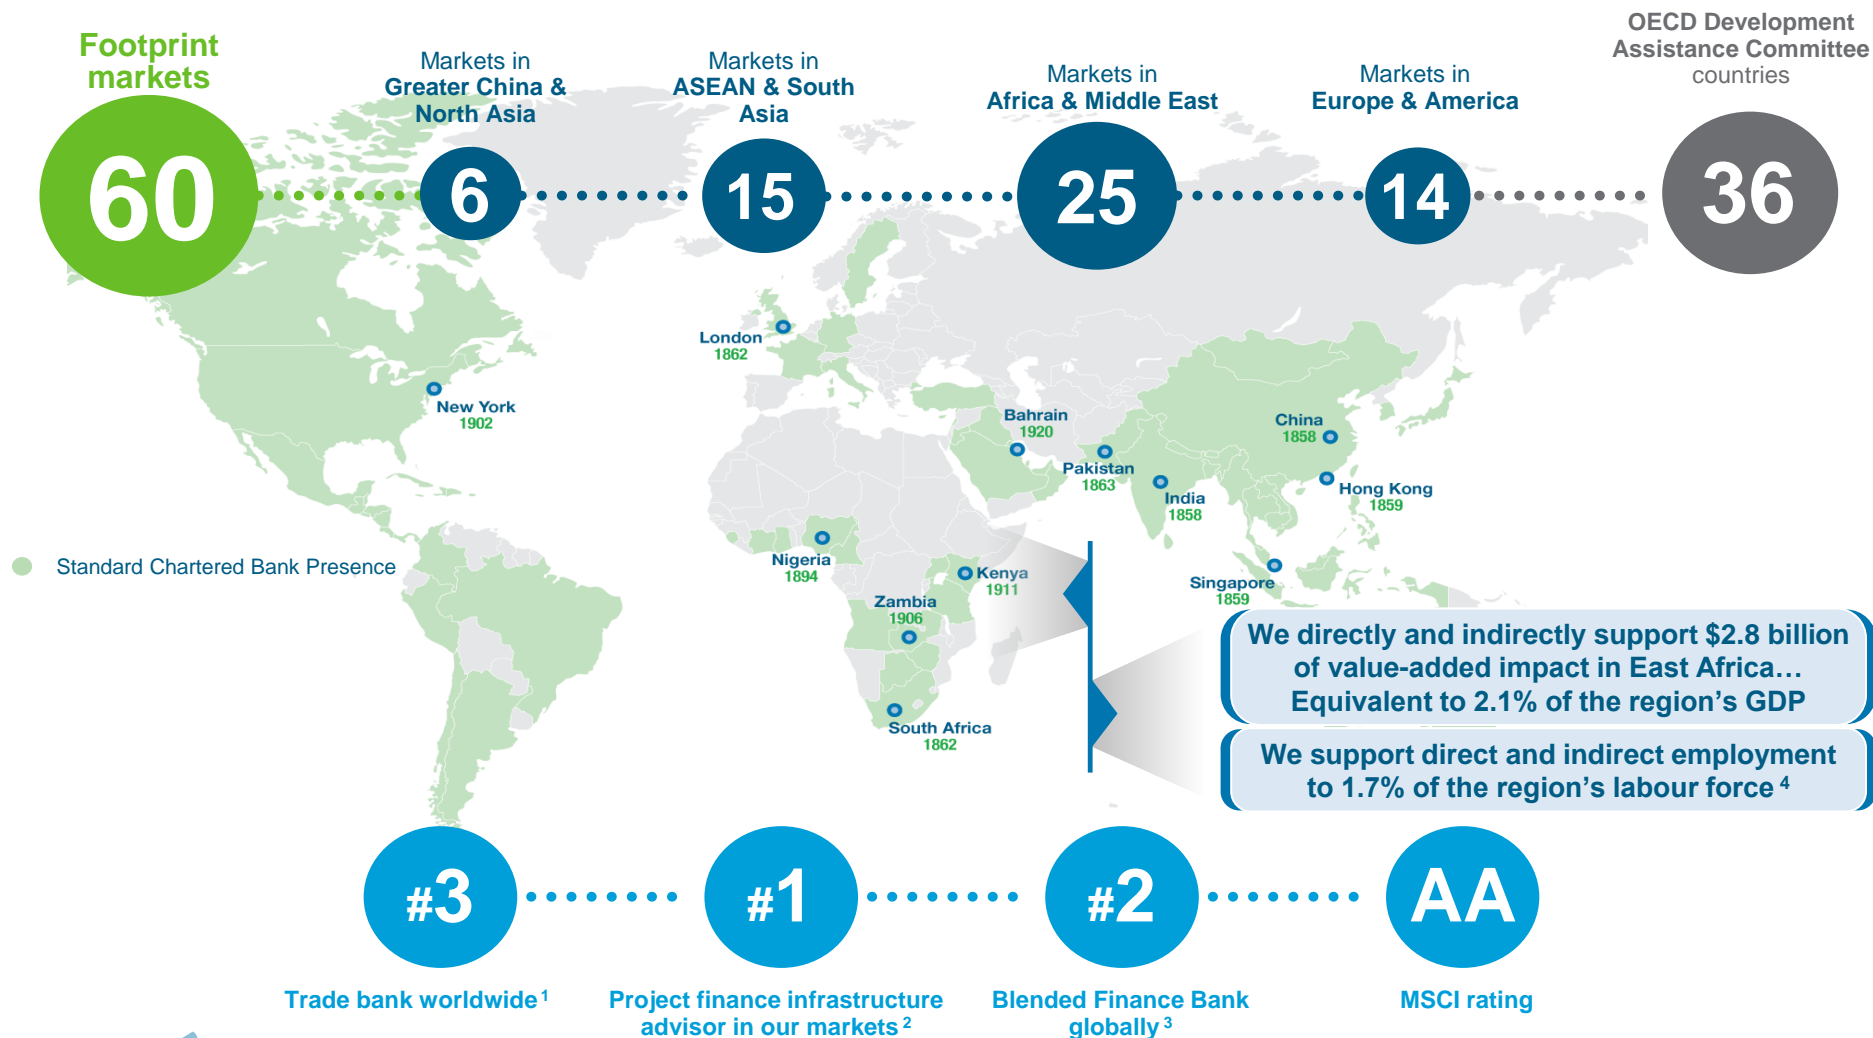 Footprint
markets
60
Markets in
Greater China &
North Asia
6
Markets in
ASEAN & South
Asia
15
Markets in
Africa & Middle East
25
Markets in
Europe & America
14
OECD Development
Assistance Committee
countries
36
London
1862
New York
1902
Bahrain
1920
Pakistan
1863
India
1858
China
1858
Hong Kong
1859
Singapore
1859
Nigeria
1894
Kenya
1911
Zambia
1906
South Africa
1862
Standard Chartered Bank Presence
We directly and indirectly support $2.8 billion
of value-added impact in East Africa…
Equivalent to 2.1% of the region’s GDP
We support direct and indirect employment
to 1.7% of the region’s labour force 4
#3
Trade bank worldwide 1
#1
Project finance infrastructure
advisor in our markets 2
#2
Blended Finance Bank
globally 3
AA
MSCI rating